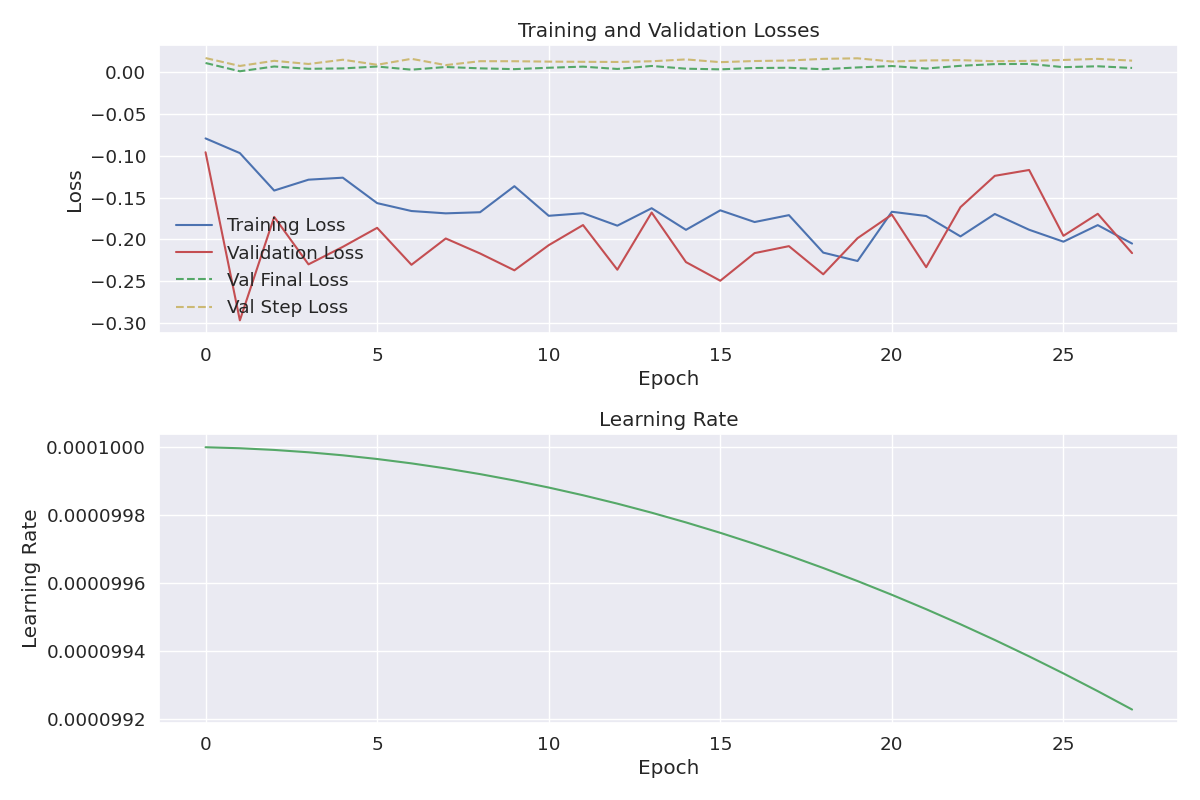 Training and Validation Losses
0.00
−0.05
−0.10
−0.15
−0.20
−0.25
−0.30
Loss
Training Loss
Validation Loss
Val Final Loss
Val Step Loss
0 5 10 15 20 25
Epoch
Learning Rate
0.0001000
0.0000998
0.0000996
0.0000994
0.0000992
Learning Rate
0 5 10 15 20 25
Epoch